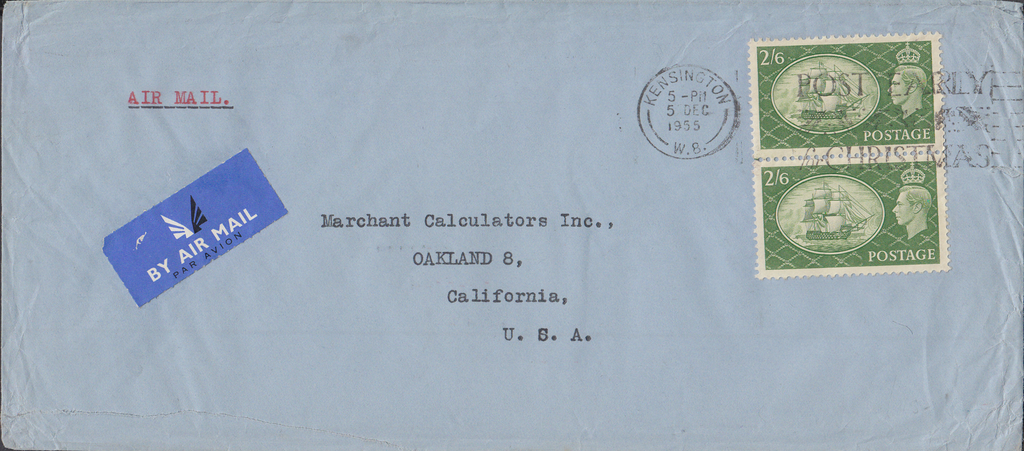 AIR MAIL.
BY AIR MAIL
PAR AVION
Marchant Calculators Inc.,
OAKLAND 8,
California,
U. S. A.
KENSINGTON
5 - PM
5 DEC
1955
W.8.
POST EARLY
CHRISTMAS
2/6
POSTAGE
2/6
POSTAGE